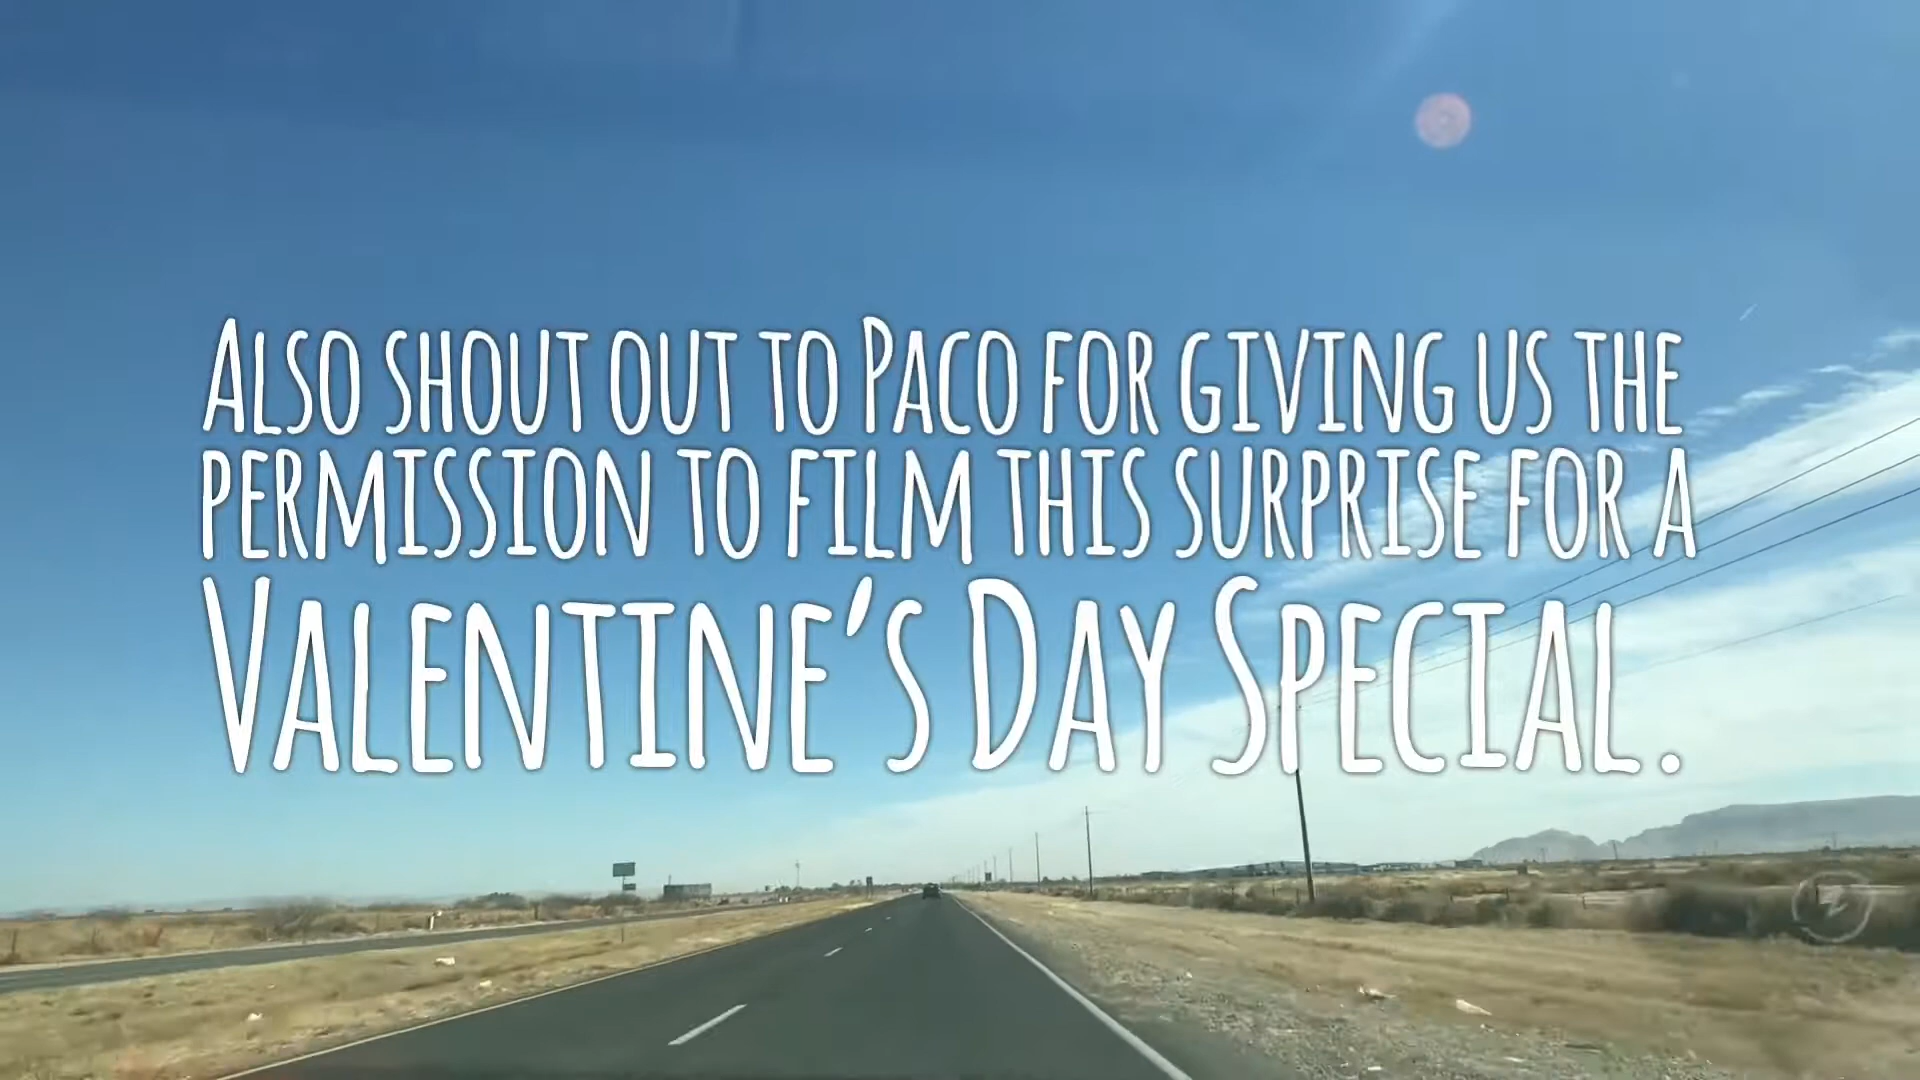 Also shout out to Paco for giving us the
permission to film this surprise for a
Valentine's Day Special.